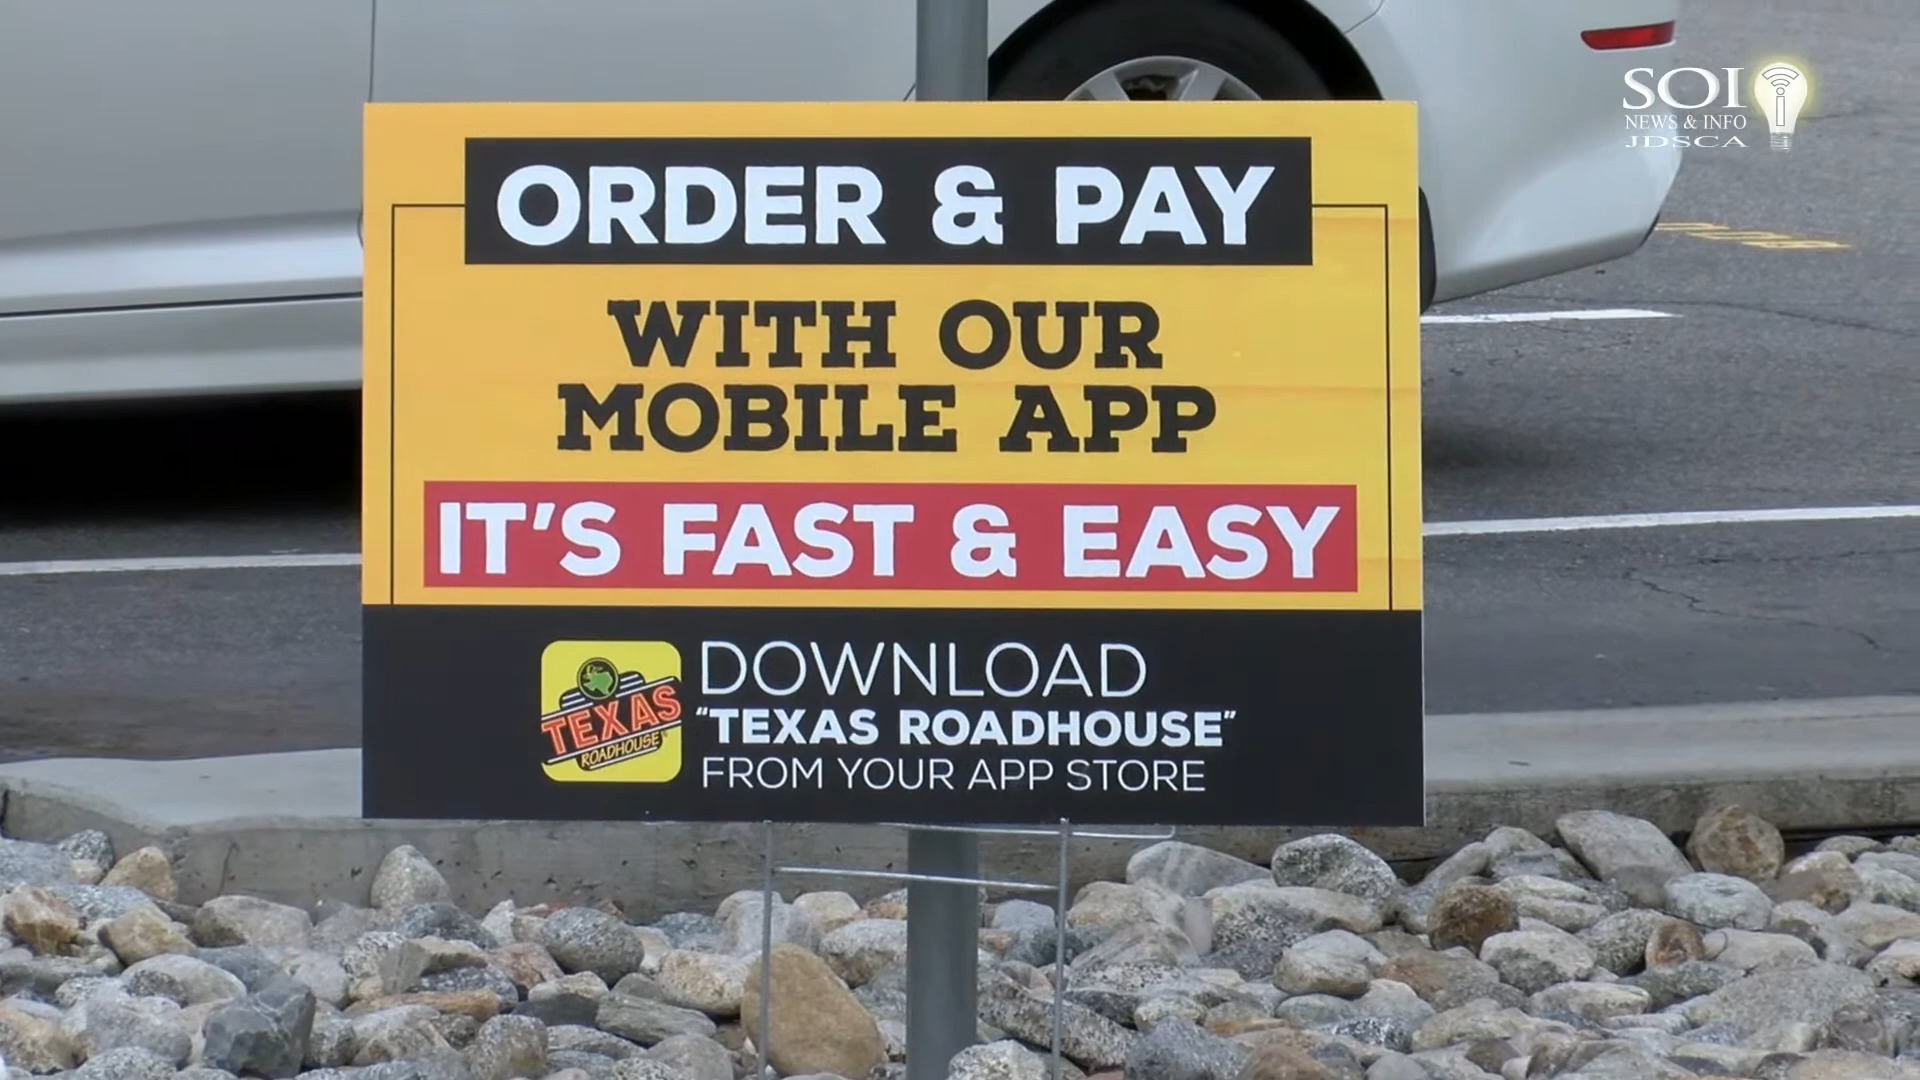 SOI
NEWS & INFO
JDSCA
ORDER & PAY
WITH OUR
MOBILE APP
IT'S FAST & EASY
TEXAS
ROADHOUSE
DOWNLOAD
"TEXAS ROADHOUSE"
FROM YOUR APP STORE